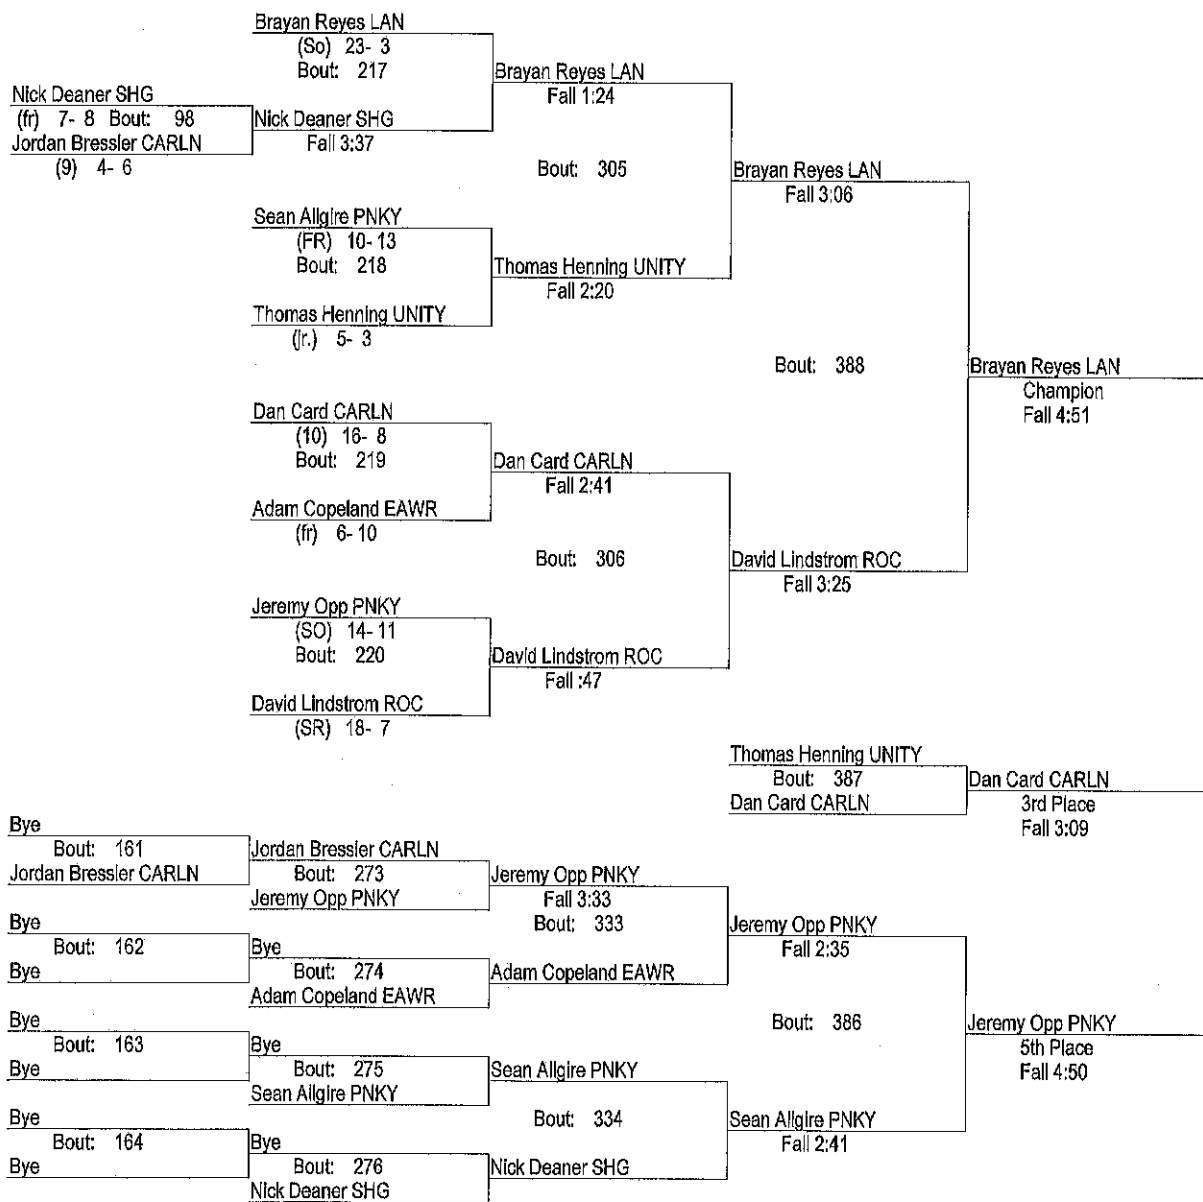 Brayan Reyes LAN
(So) 23- 3
Bout: 217
Brayan Reyes LAN
Fall 1:24
Nick Deaner SHG
(fr) 7- 8 Bout: 98
Nick Deaner SHG
Fall 3:37
Jordan Bressler CARLN
(9) 4- 6
Bout: 305
Brayan Reyes LAN
Fall 3:06
Sean Allgire PNKY
(FR) 10- 13
Bout: 218
Thomas Henning UNITY
Fall 2:20
Thomas Henning UNITY
(jr.) 5- 3
Bout: 388
Brayan Reyes LAN
Champion
Fall 4:51
Dan Card CARLN
(10) 16- 8
Bout: 219
Dan Card CARLN
Fall 2:41
Adam Copeland EAWR
(fr) 6- 10
Bout: 306
David Lindstrom ROC
Fall 3:25
Jeremy Opp PNKY
(SO) 14- 11
Bout: 220
David Lindstrom ROC
Fall :47
David Lindstrom ROC
(SR) 18- 7
Thomas Henning UNITY
Bout: 387
Dan Card CARLN
Dan Card CARLN
3rd Place
Fall 3:09
Bye
Bout: 161
Jordan Bressler CARLN
Jordan Bressler CARLN
Bout: 273
Jeremy Opp PNKY
Jeremy Opp PNKY
Fall 3:33
Bout: 333
Bye
Bout: 162
Bye
Bye
Bout: 274
Adam Copeland EAWR
Adam Copeland EAWR
Jeremy Opp PNKY
Fall 2:35
Bye
Bout: 163
Bye
Bye
Bout: 275
Sean Allgire PNKY
Sean Allgire PNKY
Bout: 386
Jeremy Opp PNKY
5th Place
Fall 4:50
Bout: 334
Sean Allgire PNKY
Fall 2:41
Bye
Bout: 164
Bye
Bye
Bout: 276
Nick Deaner SHG
Nick Deaner SHG